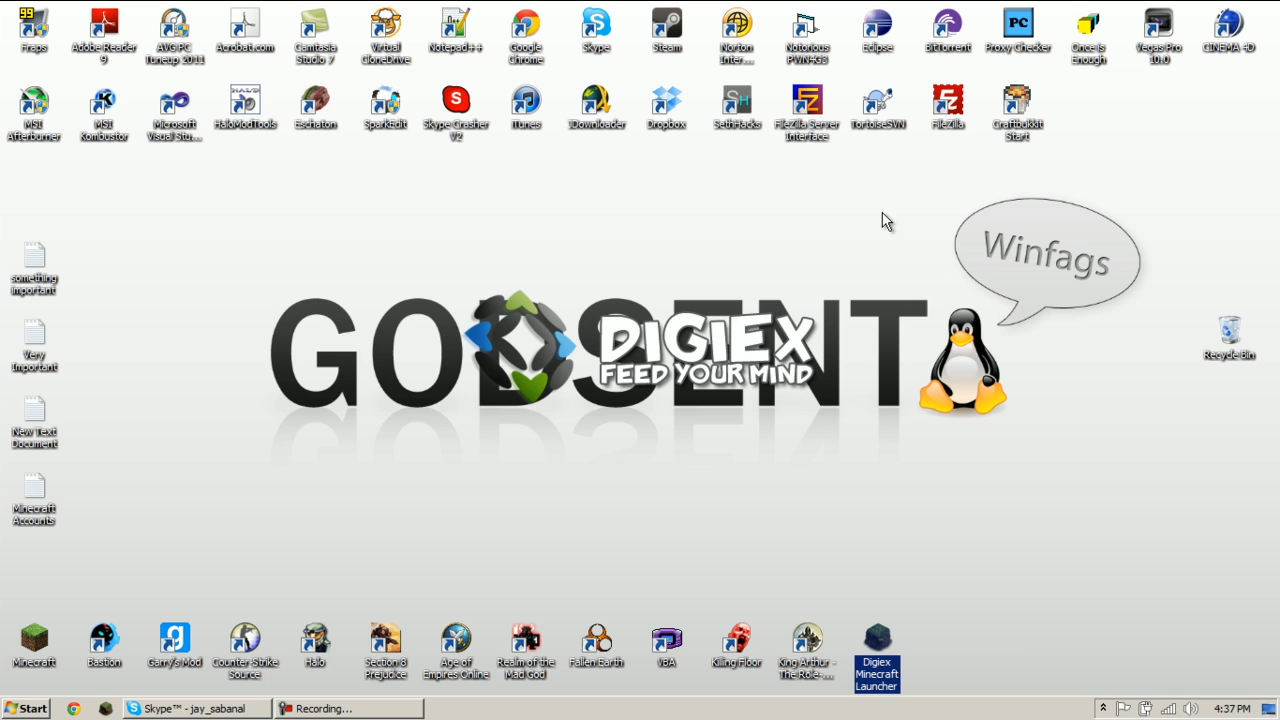 Fraps
Adobe Reader
9
AVG PC
Tuneup 2011
Acrobat.com
Camtasia
Studio 7
Virtual
CloneDrive
Notepad++
Google
Chrome
Skype
Steam
Norton
Inter...
Notorious
Eclipse
BitTorrent
PC
Proxy Checker
Once is
Enough
Vegas Pro
10.0
CINEMA 4D
99
MSI
Afterburner
MSI
Kombustor
Microsoft
Visual Stu...
HALO
HaloModTools
Eschaton
SparkEdit
Skype Crasher
V2
iTunes
JDownloader
Dropbox
SH
SethHacks
FileZilla Server
Interface
TortoiseSVN
FileZilla
Craftbukkit
Start
something
important
Very
Important
New Text
Document
Minecraft
Accounts
Winfags
GODSENT
DIGIEX
FEED YOUR MIND
Recycle Bin
Minecraft
Bastion
Garry's Mod
Counter-Strike
Source
Halo
Section 8
Prejudice
Age of
Empires Online
Realm of the
Mad God
Fallen Earth
VBA
Killing Floor
King Arthur -
The Role-...
Digiex
Minecraft
Launcher
Start
Skype™ - jay_sabanal
Recording...
4:37 PM